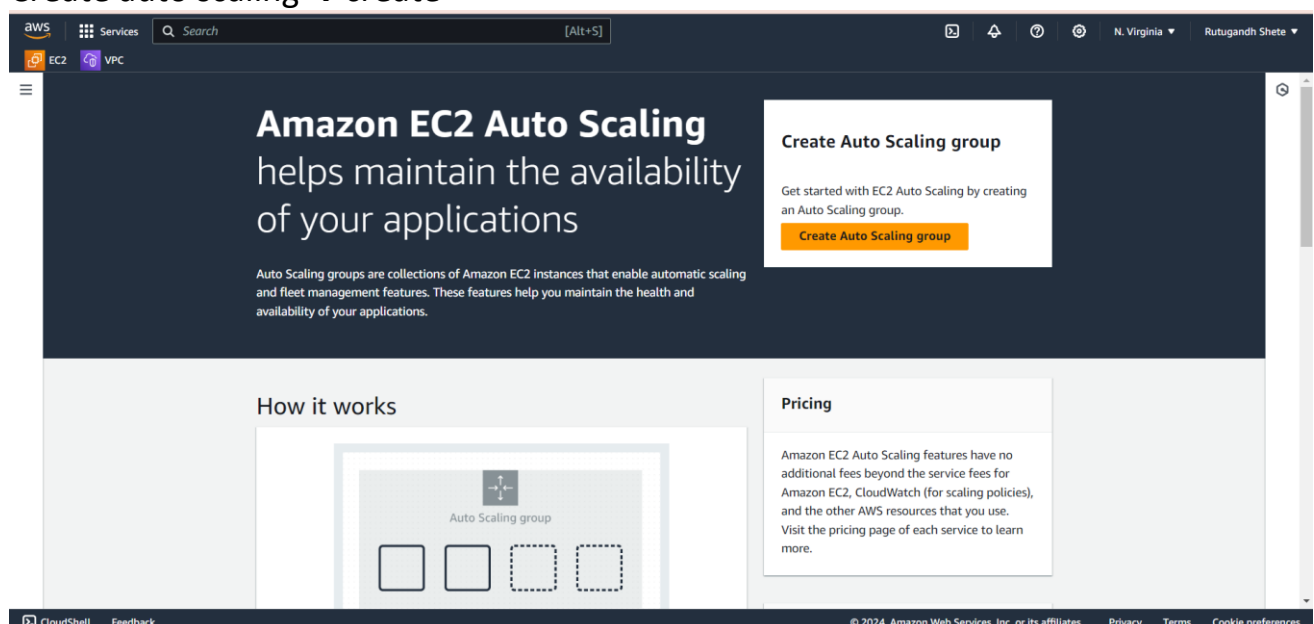 Create auto scaling → create
aws Services Search [Alt+S] N. Virginia ▼ Rutugandh Shete ▼
EC2 VPC
Amazon EC2 Auto Scaling
helps maintain the availability
of your applications
Auto Scaling groups are collections of Amazon EC2 instances that enable automatic scaling
and fleet management features. These features help you maintain the health and
availability of your applications.
Create Auto Scaling group
Get started with EC2 Auto Scaling by creating
an Auto Scaling group.
Create Auto Scaling group
How it works
Auto Scaling group
Pricing
Amazon EC2 Auto Scaling features have no
additional fees beyond the service fees for
Amazon EC2, CloudWatch (for scaling policies),
and the other AWS resources that you use.
Visit the pricing page of each service to learn
more.
CloudShell Feedback © 2024, Amazon Web Services, Inc. or its affiliates. Privacy Terms Cookie preferences